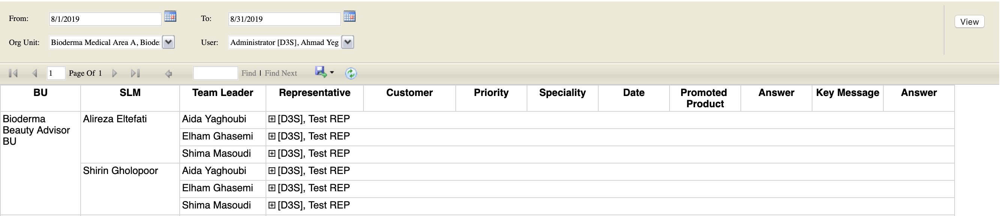 From: 8/1/2019 To: 8/31/2019 View
Org Unit: Bioderma Medical Area A, Biode User: Administrator [D3S], Ahmad Yeg
1 Page Of 1 Find | Find Next
BU SLM Team Leader Representative Customer Priority Speciality Date Promoted Product Answer Key Message Answer
Bioderma Beauty Advisor BU Alireza Eltefati Aida Yaghoubi [D3S], Test REP
Elham Ghasemi [D3S], Test REP
Shima Masoudi [D3S], Test REP
Shirin Gholopoor Aida Yaghoubi [D3S], Test REP
Elham Ghasemi [D3S], Test REP
Shima Masoudi [D3S], Test REP